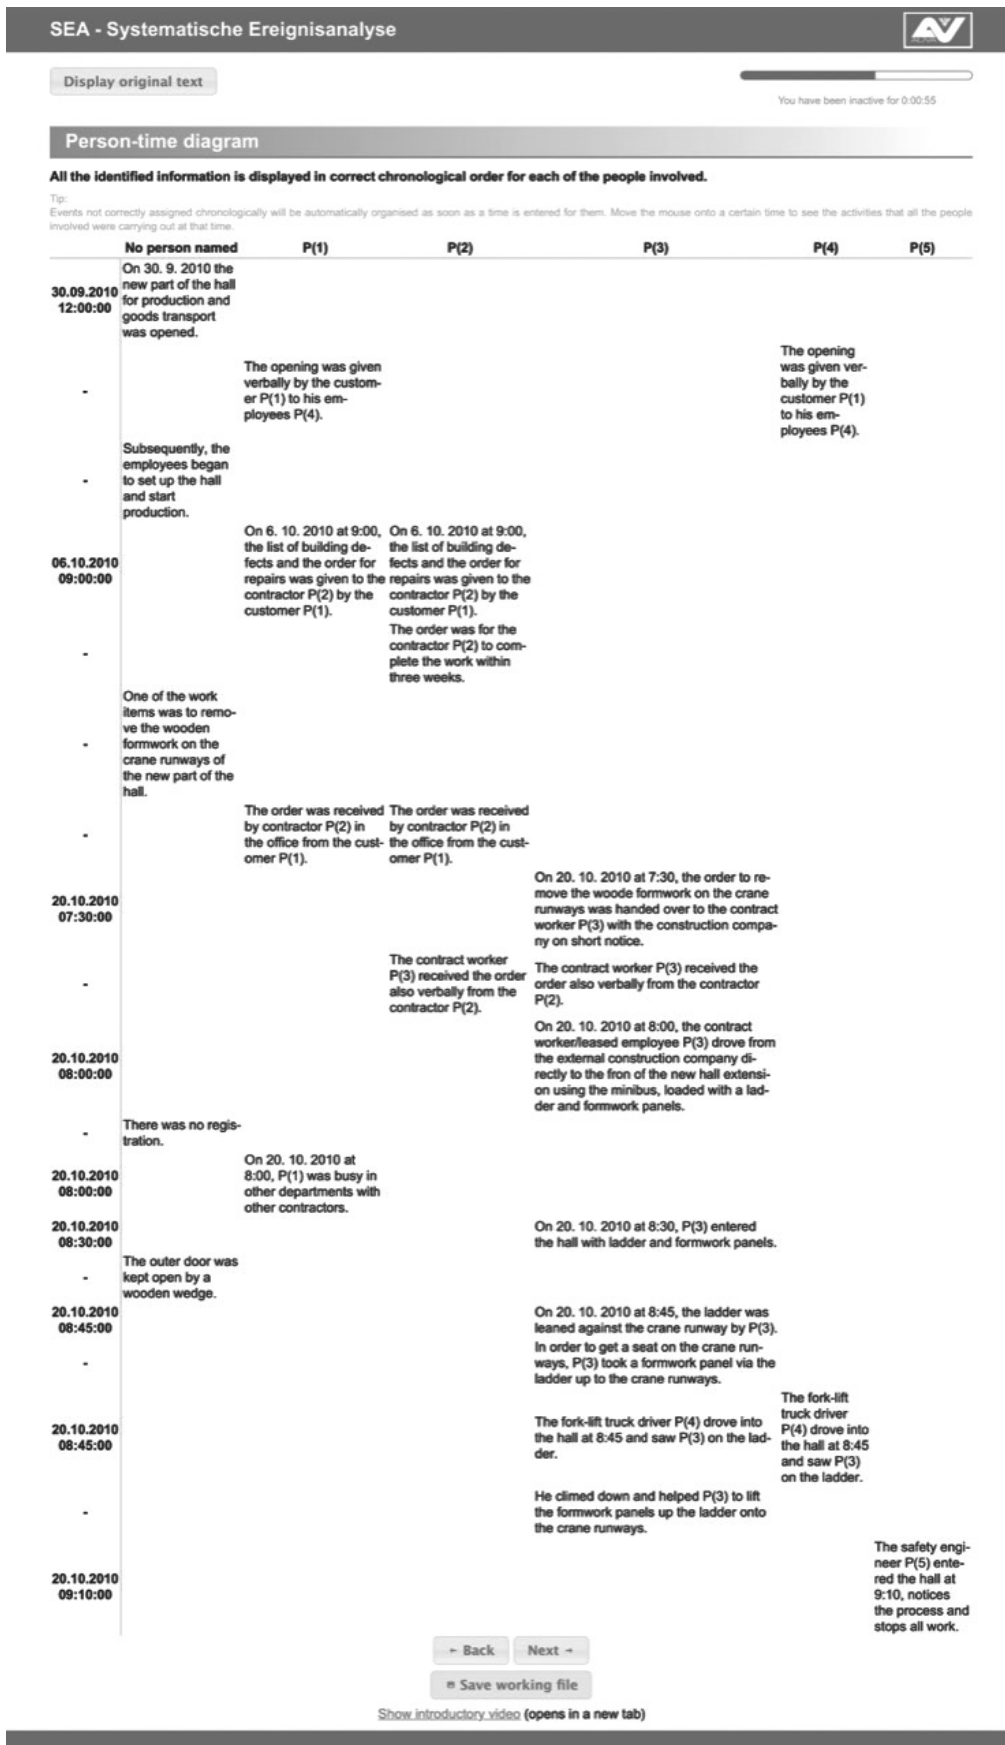 SEA - Systematische Ereignisanalyse
Display original text
You have been inactive for 0:00:55
Person-time diagram
All the identified information is displayed in correct chronological order for each of the people involved.
Tip:
Events not correctly assigned chronologically will be automatically organised as soon as a time is entered for them. Move the mouse onto a certain time to see the activities that all the people
involved were carrying out at that time.
No person named P(1) P(2) P(3) P(4) P(5)
30.09.2010
12:00:00
On 30. 9. 2010 the
new part of the hall
for production and
goods transport
was opened.
-
The opening was given
verbally by the custom-
er P(1) to his em-
ployees P(4).
The opening
was given ver-
bally by the
customer P(1)
to his em-
ployees P(4).
-
Subsequently, the
employees began
to set up the hall
and start
production.
06.10.2010
09:00:00
On 6. 10. 2010 at 9:00,
the list of building de-
fects and the order for
repairs was given to the
contractor P(2) by the
customer P(1).
On 6. 10. 2010 at 9:00,
the list of building de-
fects and the order for
repairs was given to the
contractor P(2) by the
customer P(1).
-
The order was for the
contractor P(2) to com-
plete the work within
three weeks.
-
One of the work
items was to remo-
ve the wooden
formwork on the
crane runways of
the new part of the
hall.
-
The order was received
by contractor P(2) in
the office from the cust-
omer P(1).
The order was received
by contractor P(2) in
the office from the cust-
omer P(1).
20.10.2010
07:30:00
On 20. 10. 2010 at 7:30, the order to re-
move the woode formwork on the crane
runways was handed over to the contract
worker P(3) with the construction compa-
ny on short notice.
-
The contract worker
P(3) received the order
also verbally from the
contractor P(2).
The contract worker P(3) received the
order also verbally from the contractor
P(2).
20.10.2010
08:00:00
On 20. 10. 2010 at 8:00, the contract
worker/leased employee P(3) drove from
the external construction company di-
rectly to the fron of the new hall extensi-
on using the minibus, loaded with a lad-
der and formwork panels.
-
There was no regis-
tration.
20.10.2010
08:00:00
On 20. 10. 2010 at
8:00, P(1) was busy in
other departments with
other contractors.
20.10.2010
08:30:00
On 20. 10. 2010 at 8:30, P(3) entered
the hall with ladder and formwork panels.
-
The outer door was
kept open by a
wooden wedge.
20.10.2010
08:45:00
On 20. 10. 2010 at 8:45, the ladder was
leaned against the crane runway by P(3).
-
In order to get a seat on the crane run-
ways, P(3) took a formwork panel via the
ladder up to the crane runways.
20.10.2010
08:45:00
The fork-lift truck driver P(4) drove into
the hall at 8:45 and saw P(3) on the lad-
der.
The fork-lift
truck driver
P(4) drove into
the hall at 8:45
and saw P(3)
on the ladder.
-
He climed down and helped P(3) to lift
the formwork panels up the ladder onto
the crane runways.
20.10.2010
09:10:00
The safety engi-
neer P(5) ente-
red the hall at
9:10, notices
the process and
stops all work.
← Back
Next →
Save working file
Show introductory video (opens in a new tab)